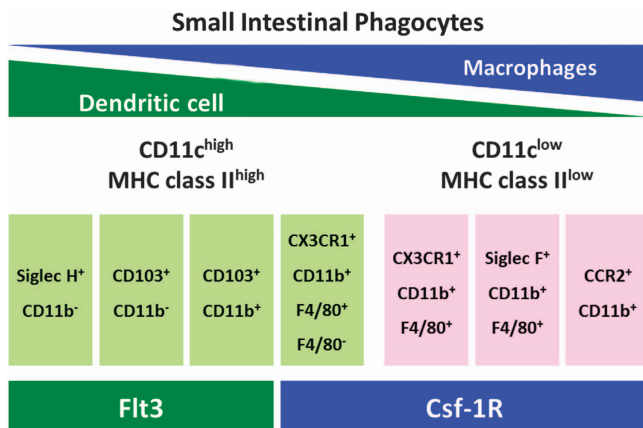 Small Intestinal Phagocytes
Macrophages
Dendritic cell
CD11c^high
MHC class II^high
CD11c^low
MHC class II^low
Siglec H⁺
CD11b⁻
CD103⁺
CD11b⁻
CD103⁺
CD11b⁺
CX3CR1⁺
CD11b⁺
F4/80⁺
F4/80⁻
CX3CR1⁺
CD11b⁺
F4/80⁺
Siglec F⁺
CD11b⁺
F4/80⁺
CCR2⁺
CD11b⁺
Flt3
Csf-1R